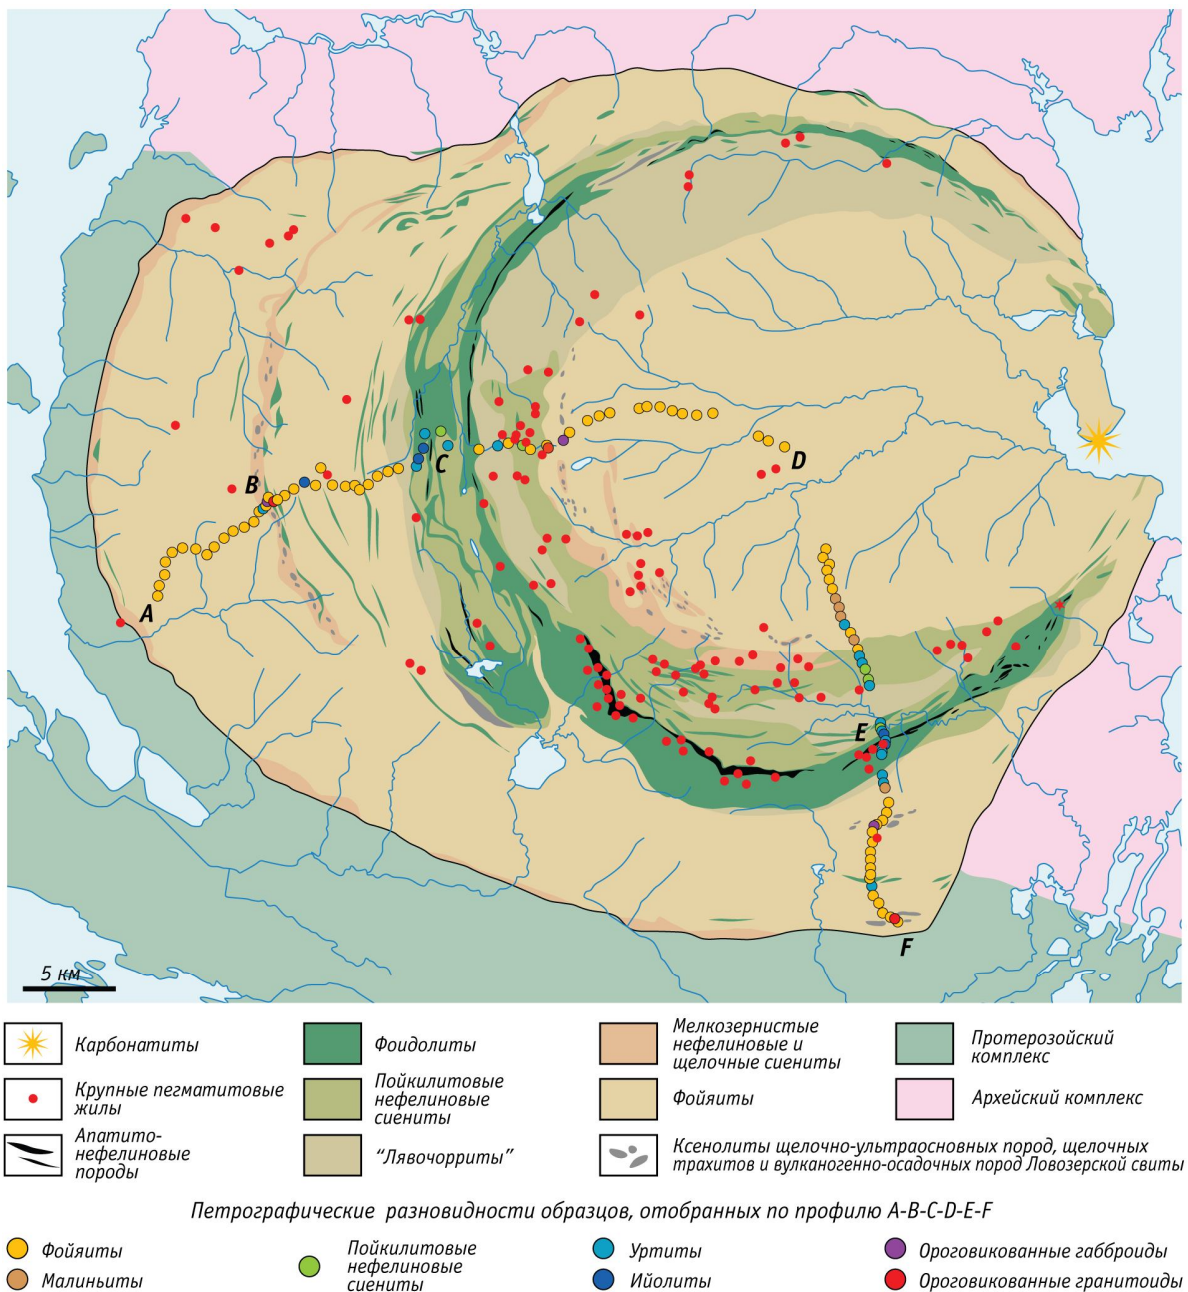 B
C
D
A
E
F
5 км
Карбонатиты
Крупные пегматитовые
жилы
Апатито-
нефелиновые
породы
Фоидолиты
Пойкилитовые
нефелиновые
сиениты
“Лявочорриты”
Мелкозернистые
нефелиновые и
щелочные сиениты
Фойяиты
Протерозойский
комплекс
Архейский комплекс
Ксенолиты щелочно-ультраосновных пород, щелочных
трахитов и вулканогенно-осадочных пород Ловозерской свиты
Петрографические разновидности образцов, отобранных по профилю A-B-C-D-E-F
Фойяиты
Малиньиты
Пойкилитовые
нефелиновые
сиениты
Уртиты
Ийолиты
Ороговикованные габброиды
Ороговикованные гранитоиды